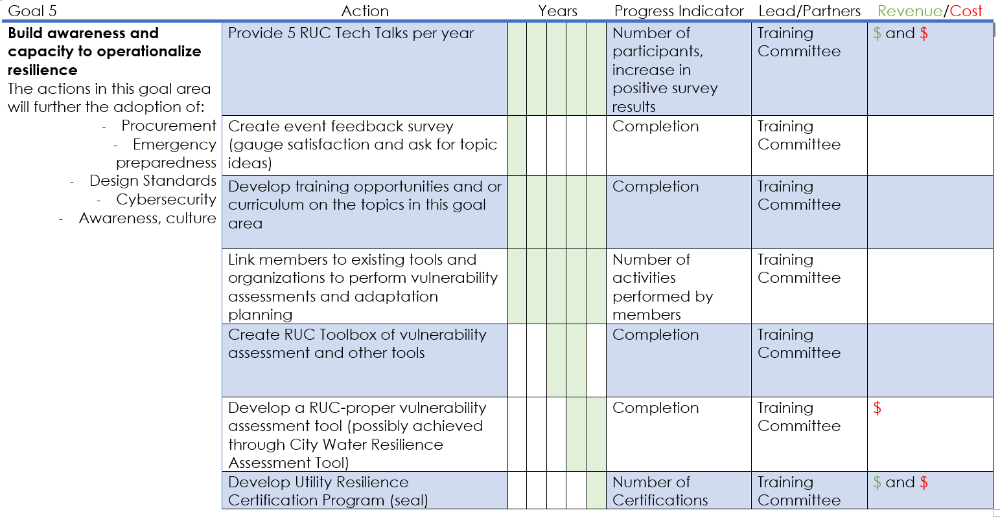 Goal 5 Action Years Progress Indicator Lead/Partners Revenue/Cost
Build awareness and
capacity to operationalize
resilience
The actions in this goal area
will further the adoption of:
- Procurement
- Emergency
preparedness
- Design Standards
- Cybersecurity
- Awareness, culture
Provide 5 RUC Tech Talks per year
Number of
participants,
increase in
positive survey
results
Training
Committee
$ and $
Create event feedback survey
(gauge satisfaction and ask for topic
ideas)
Completion
Training
Committee
Develop training opportunities and or
curriculum on the topics in this goal
area
Completion
Training
Committee
Link members to existing tools and
organizations to perform vulnerability
assessments and adaptation
planning
Number of
activities
performed by
members
Training
Committee
Create RUC Toolbox of vulnerability
assessment and other tools
Completion
Training
Committee
Develop a RUC-proper vulnerability
assessment tool (possibly achieved
through City Water Resilience
Assessment Tool)
Completion
Training
Committee
$
Develop Utility Resilience
Certification Program (seal)
Number of
Certifications
Training
Committee
$ and $